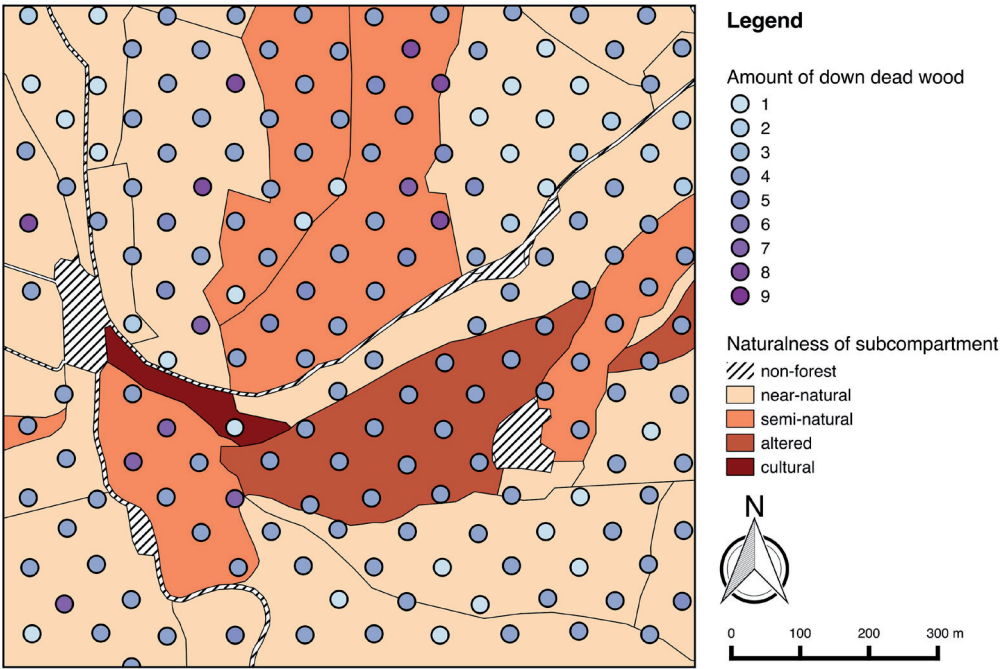 Legend
Amount of down dead wood
1
2
3
4
5
6
7
8
9
Naturalness of subcompartment
non-forest
near-natural
semi-natural
altered
cultural
N
0 100 200 300 m